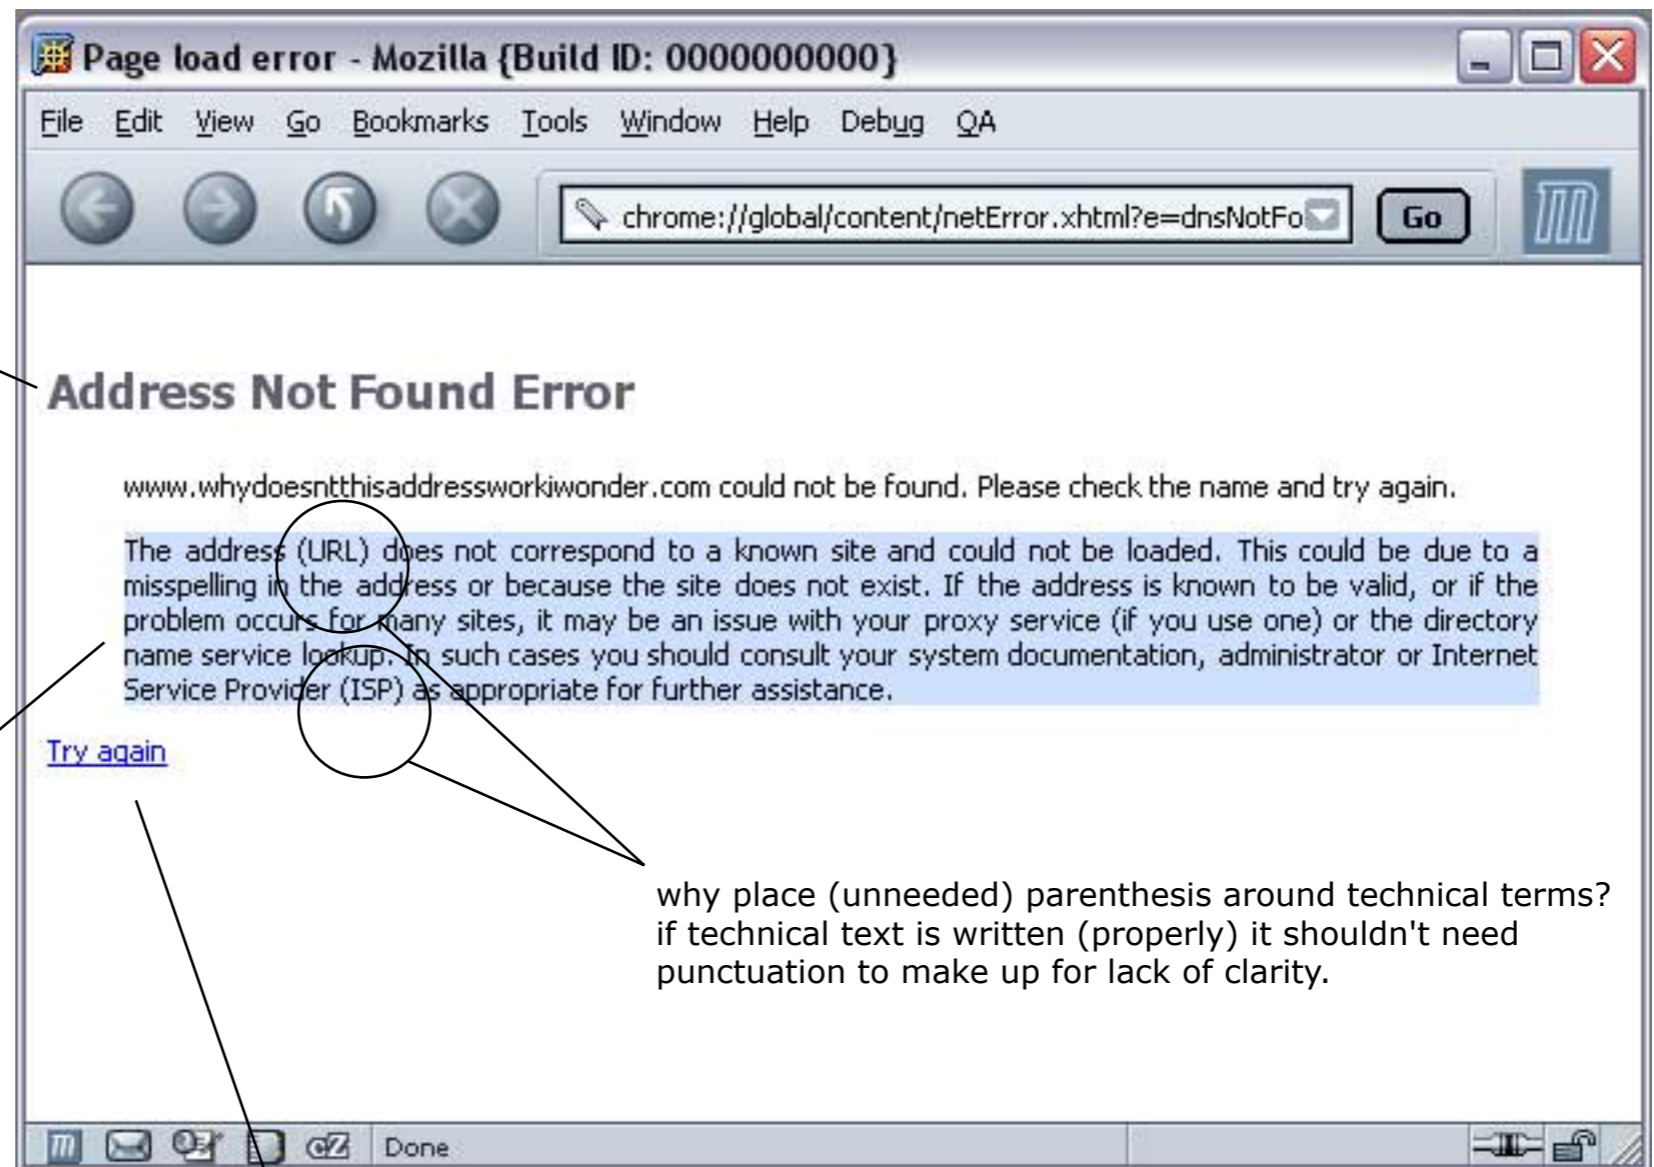 Page load error - Mozilla {Build ID: 0000000000}
File Edit View Go Bookmarks Tools Window Help Debug QA
chrome://global/content/netError.xhtml?e=dnsNotFo Go
Address Not Found Error
www.whydoesntthisaddressworkiwonder.com could not be found. Please check the name and try again.
The address (URL) does not correspond to a known site and could not be loaded. This could be due to a
misspelling in the address or because the site does not exist. If the address is known to be valid, or if the
problem occurs for many sites, it may be an issue with your proxy service (if you use one) or the directory
name service lookup. In such cases you should consult your system documentation, administrator or Internet
Service Provider (ISP) as appropriate for further assistance.
Try again
why place (unneeded) parenthesis around technical terms?
if technical text is written (properly) it shouldn't need
punctuation to make up for lack of clarity.
cZ Done